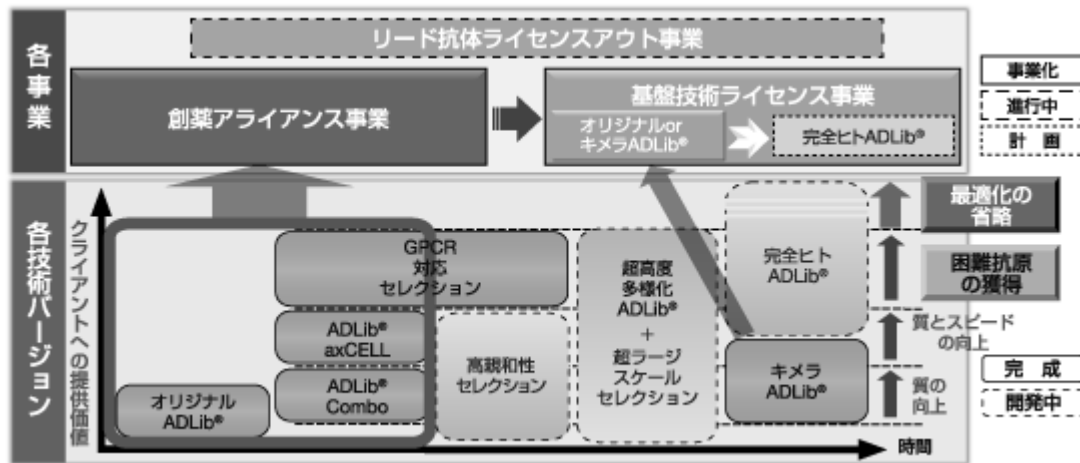 各事業
リード抗体ライセンスアウト事業
創薬アライアンス事業
基盤技術ライセンス事業
オリジナルor
キメラADLib®
完全ヒトADLib®
事業化
進行中
計 画
各技術バージョン
クライアントへの提供価値
GPCR
対応
セレクション
ADLib®
axCELL
ADLib®
Combo
オリジナル
ADLib®
高親和性
セレクション
超高度
多様化
ADLib®
+
超ラージ
スケール
セレクション
完全ヒト
ADLib®
キメラ
ADLib®
最適化の
省略
困難抗原
の獲得
質とスピード
の向上
質の
向上
完 成
開発中
時間